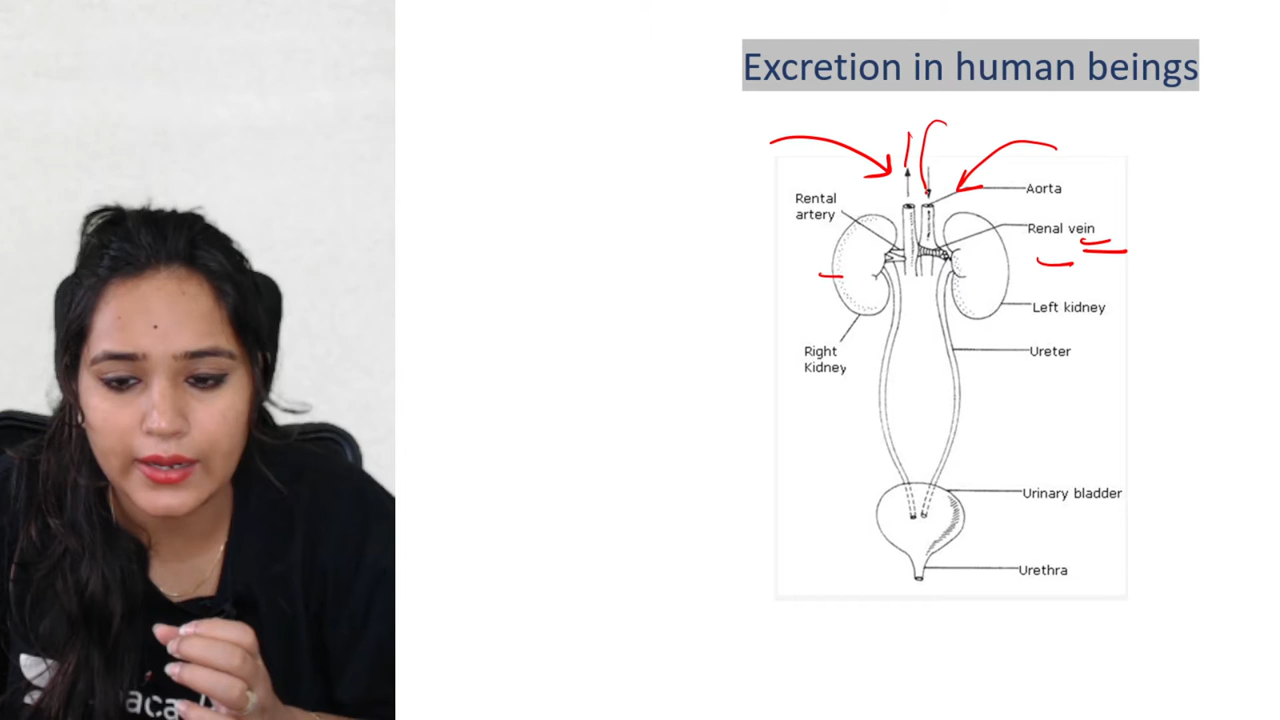 Excretion in human beings
Rental
artery
Aorta
Renal vein
Left kidney
Right
Kidney
Ureter
Urinary bladder
Urethra